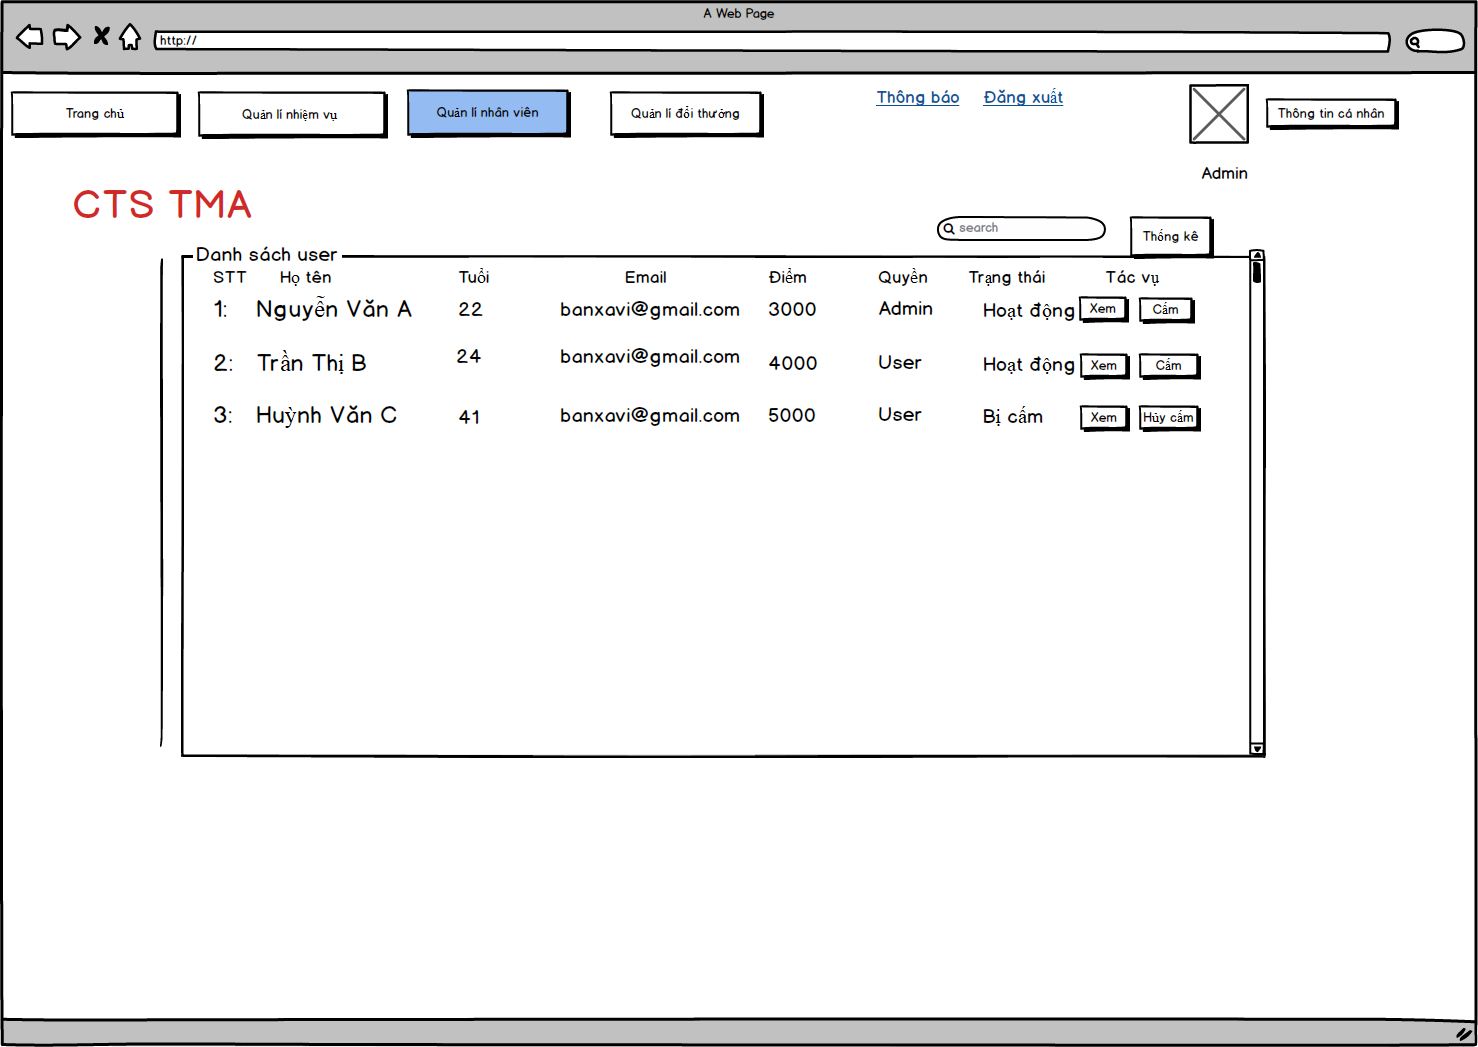 A Web Page
http://
Trang chủ
Quản lí nhiệm vụ
Quản lí nhân viên
Quản lí đổi thưởng
Thông báo
Đăng xuất
Thông tin cá nhân
Admin
CTS TMA
search
Thống kê
Danh sách user
STT Họ tên Tuổi Email Điểm Quyền Trạng thái Tác vụ
1: Nguyễn Văn A 22 banxavi@gmail.com 3000 Admin Hoạt động Xem Cấm
2: Trần Thị B 24 banxavi@gmail.com 4000 User Hoạt động Xem Cấm
3: Huỳnh Văn C 41 banxavi@gmail.com 5000 User Bị cấm Xem Hủy cấm